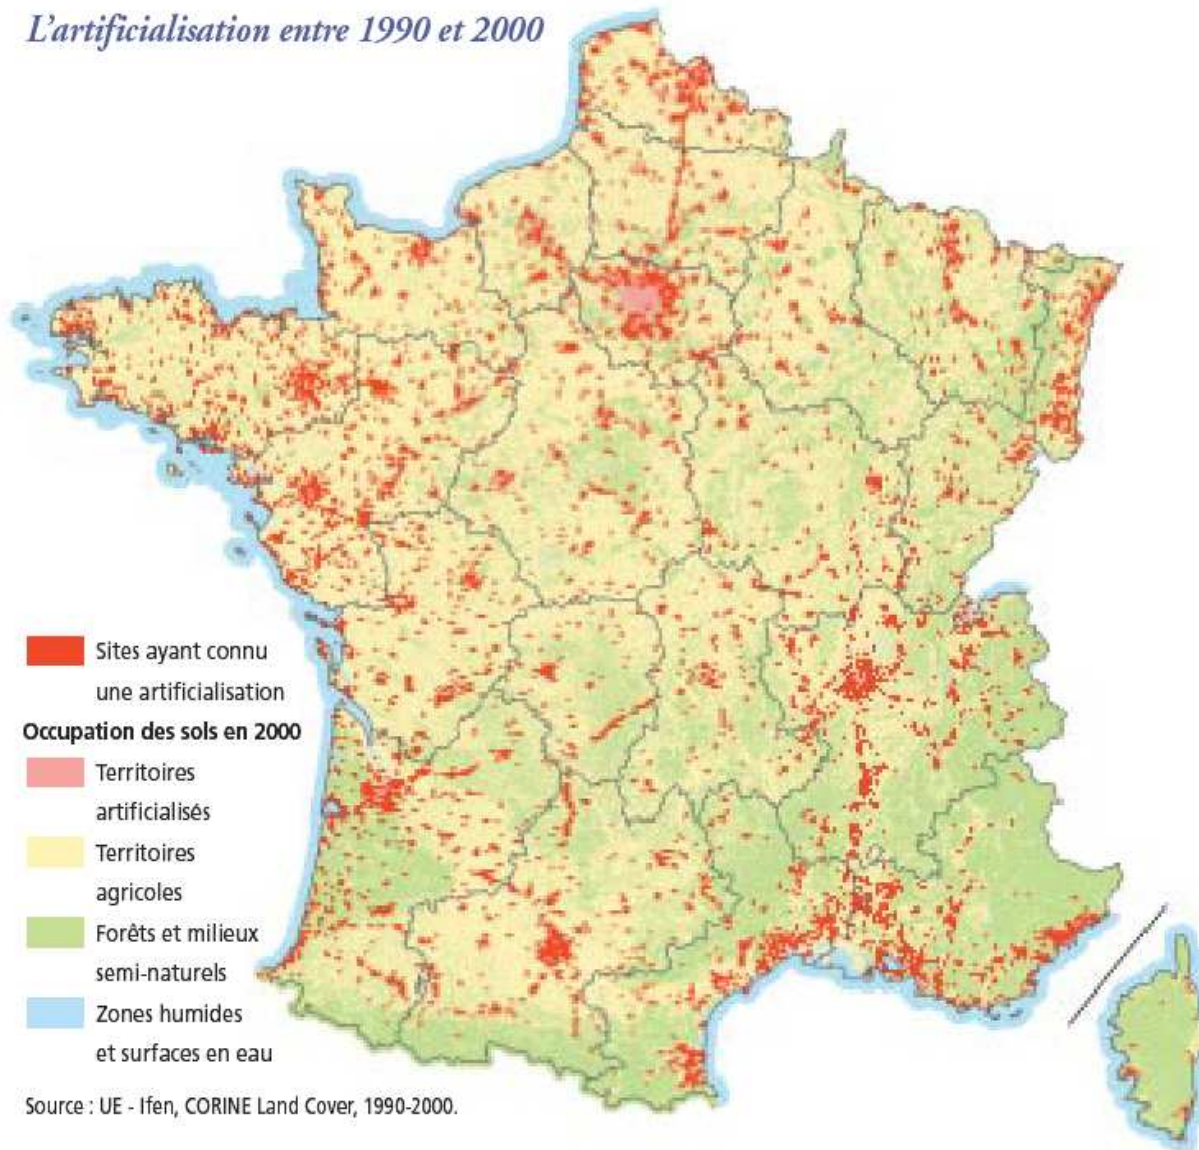 L'artificialisation entre 1990 et 2000
Sites ayant connu
une artificialisation
Occupation des sols en 2000
Territoires
artificialisés
Territoires
agricoles
Forêts et milieux
semi-naturels
Zones humides
et surfaces en eau
Source : UE - Ifen, CORINE Land Cover, 1990-2000.